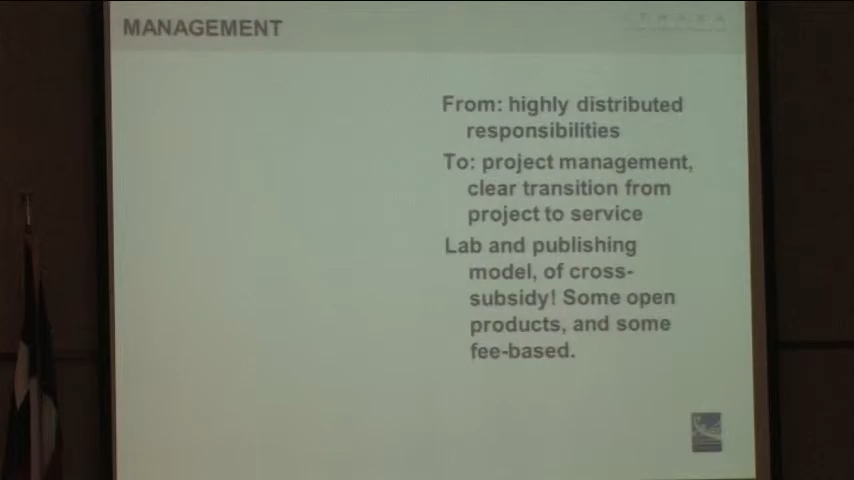 MANAGEMENT
ITHAKA
From: highly distributed
responsibilities
To: project management,
clear transition from
project to service
Lab and publishing
model, of cross-
subsidy! Some open
products, and some
fee-based.